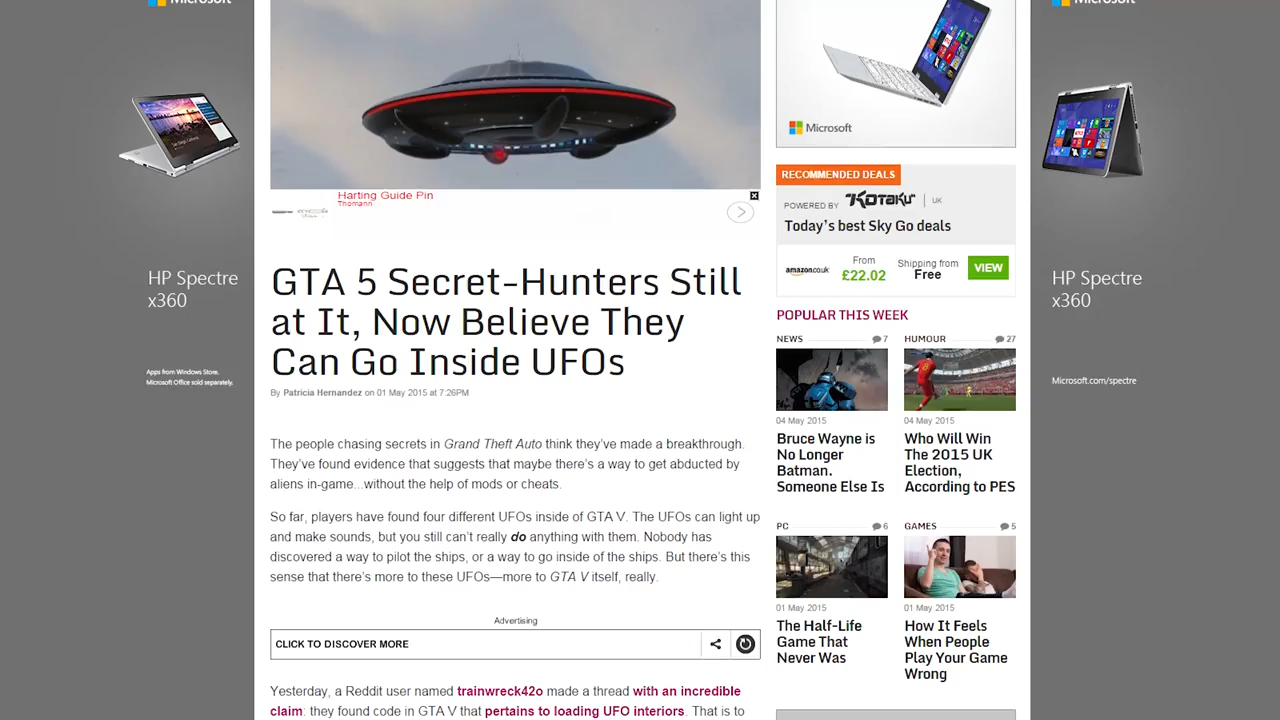 Microsoft
Microsoft
HP Spectre
x360
Apps from Windows Store.
Microsoft Office sold separately.
Harting Guide Pin
Thomann
GTA 5 Secret-Hunters Still
at It, Now Believe They
Can Go Inside UFOs
By Patricia Hernandez on 01 May 2015 at 7:26PM
The people chasing secrets in Grand Theft Auto think they've made a breakthrough.
They've found evidence that suggests that maybe there's a way to get abducted by
aliens in-game...without the help of mods or cheats.
So far, players have found four different UFOs inside of GTA V. The UFOs can light up
and make sounds, but you still can't really do anything with them. Nobody has
discovered a way to pilot the ships, or a way to go inside of the ships. But there's this
sense that there's more to these UFOs—more to GTA V itself, really.
Advertising
CLICK TO DISCOVER MORE
Yesterday, a Reddit user named trainwreck42o made a thread with an incredible
claim: they found code in GTA V that pertains to loading UFO interiors. That is to
Microsoft
RECOMMENDED DEALS
POWERED BY KOTAKU | UK
Today's best Sky Go deals
amazon.co.uk
From
£22.02
Shipping from
Free
VIEW
POPULAR THIS WEEK
NEWS 7
04 May 2015
Bruce Wayne is
No Longer
Batman.
Someone Else Is
HUMOUR 27
04 May 2015
Who Will Win
The 2015 UK
Election,
According to PES
PC 6
01 May 2015
The Half-Life
Game That
Never Was
GAMES 5
01 May 2015
How It Feels
When People
Play Your Game
Wrong
HP Spectre
x360
Microsoft.com/spectre